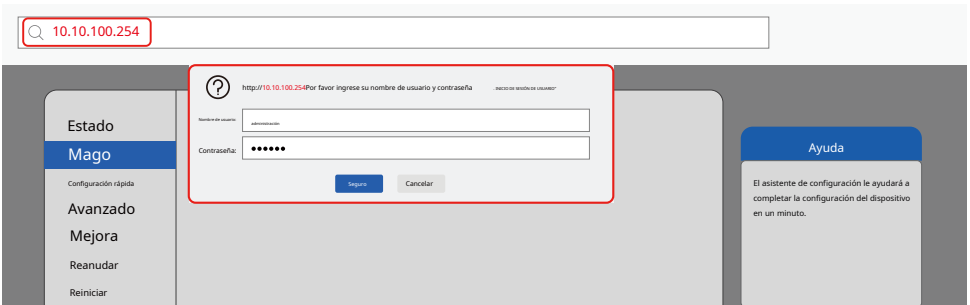 10.10.100.254
http://10.10.100.254Por favor ingrese su nombre de usuario y contraseña
. INICIO DE SESIÓN DE USUARIO"
Nombre de usuario:
administración
Contraseña: ●●●●●●
Seguro
Cancelar
Estado
Mago
Configuración rápida
Avanzado
Mejora
Reanudar
Reiniciar
Ayuda
El asistente de configuración le ayudará a
completar la configuración del dispositivo
en un minuto.